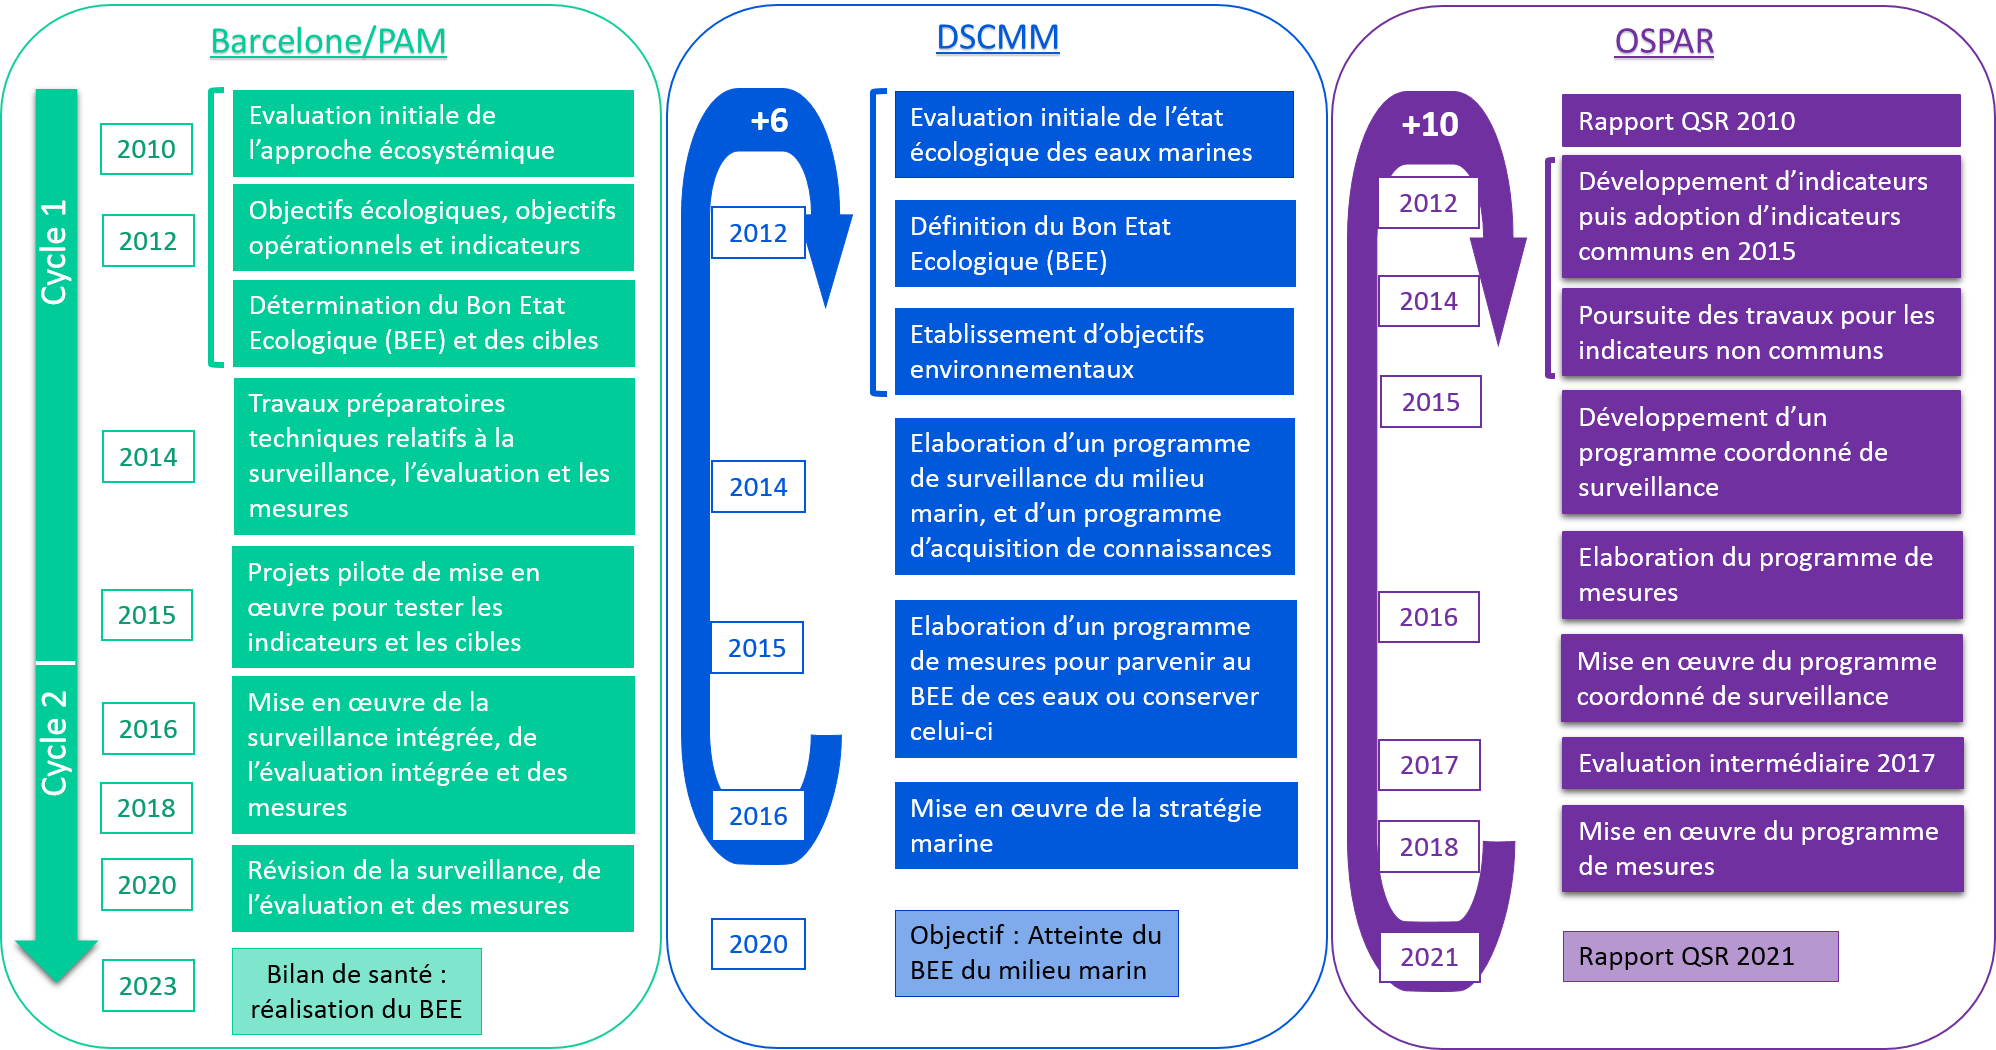 Barcelone/PAM
Cycle 1
Cycle 2
2010
Evaluation initiale de
l’approche écosystémique
2012
Objectifs écologiques, objectifs
opérationnels et indicateurs
Détermination du Bon Etat
Ecologique (BEE) et des cibles
2014
Travaux préparatoires
techniques relatifs à la
surveillance, l’évaluation et les
mesures
2015
Projets pilote de mise en
œuvre pour tester les
indicateurs et les cibles
2016
2018
Mise en œuvre de la
surveillance intégrée, de
l’évaluation intégrée et des
mesures
2020
Révision de la surveillance, de
l’évaluation et des mesures
2023
Bilan de santé :
réalisation du BEE
DSCMM
+6
Evaluation initiale de l’état
écologique des eaux marines
2012
Définition du Bon Etat
Ecologique (BEE)
Etablissement d’objectifs
environnementaux
2014
Elaboration d’un programme
de surveillance du milieu
marin, et d’un programme
d’acquisition de connaissances
2015
Elaboration d’un programme
de mesures pour parvenir au
BEE de ces eaux ou conserver
celui-ci
2016
Mise en œuvre de la stratégie
marine
2020
Objectif : Atteinte du
BEE du milieu marin
OSPAR
+10
Rapport QSR 2010
2012
Développement d’indicateurs
puis adoption d’indicateurs
communs en 2015
2014
Poursuite des travaux pour les
indicateurs non communs
2015
Développement d’un
programme coordonné de
surveillance
Elaboration du programme de
mesures
2016
Mise en œuvre du programme
coordonné de surveillance
2017
Evaluation intermédiaire 2017
2018
Mise en œuvre du programme
de mesures
2021
Rapport QSR 2021